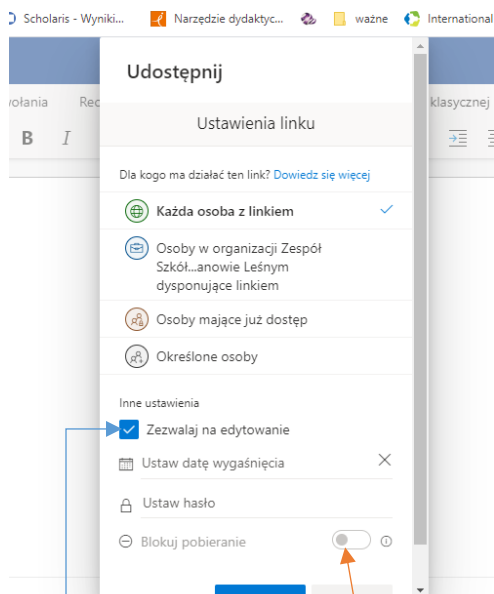 Scholaris - Wyniki... Narzędzie dydaktyc... ważne International
Udostępnij
wołania Rec klasycznej
B I
Ustawienia linku
Dla kogo ma działać ten link? Dowiedz się więcej
Każda osoba z linkiem
Osoby w organizacji Zespół
Szkół...anowie Leśnym
dysponujące linkiem
Osoby mające już dostęp
Określone osoby
Inne ustawienia
Zezwalaj na edytowanie
Ustaw datę wygaśnięcia
Ustaw hasło
Blokuj pobieranie